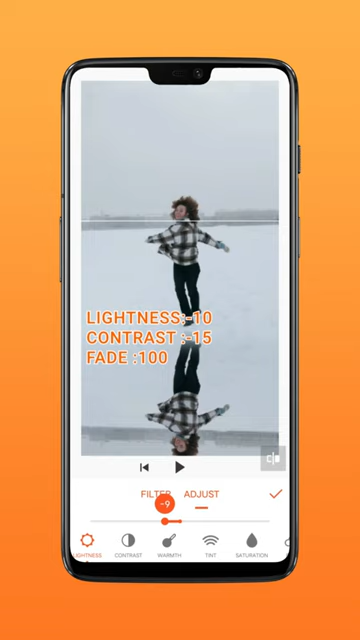 LIGHTNESS:-10
CONTRAST :-15
FADE :100
FILTER ADJUST
-9
LIGHTNESS CONTRAST WARMTH TINT SATURATION